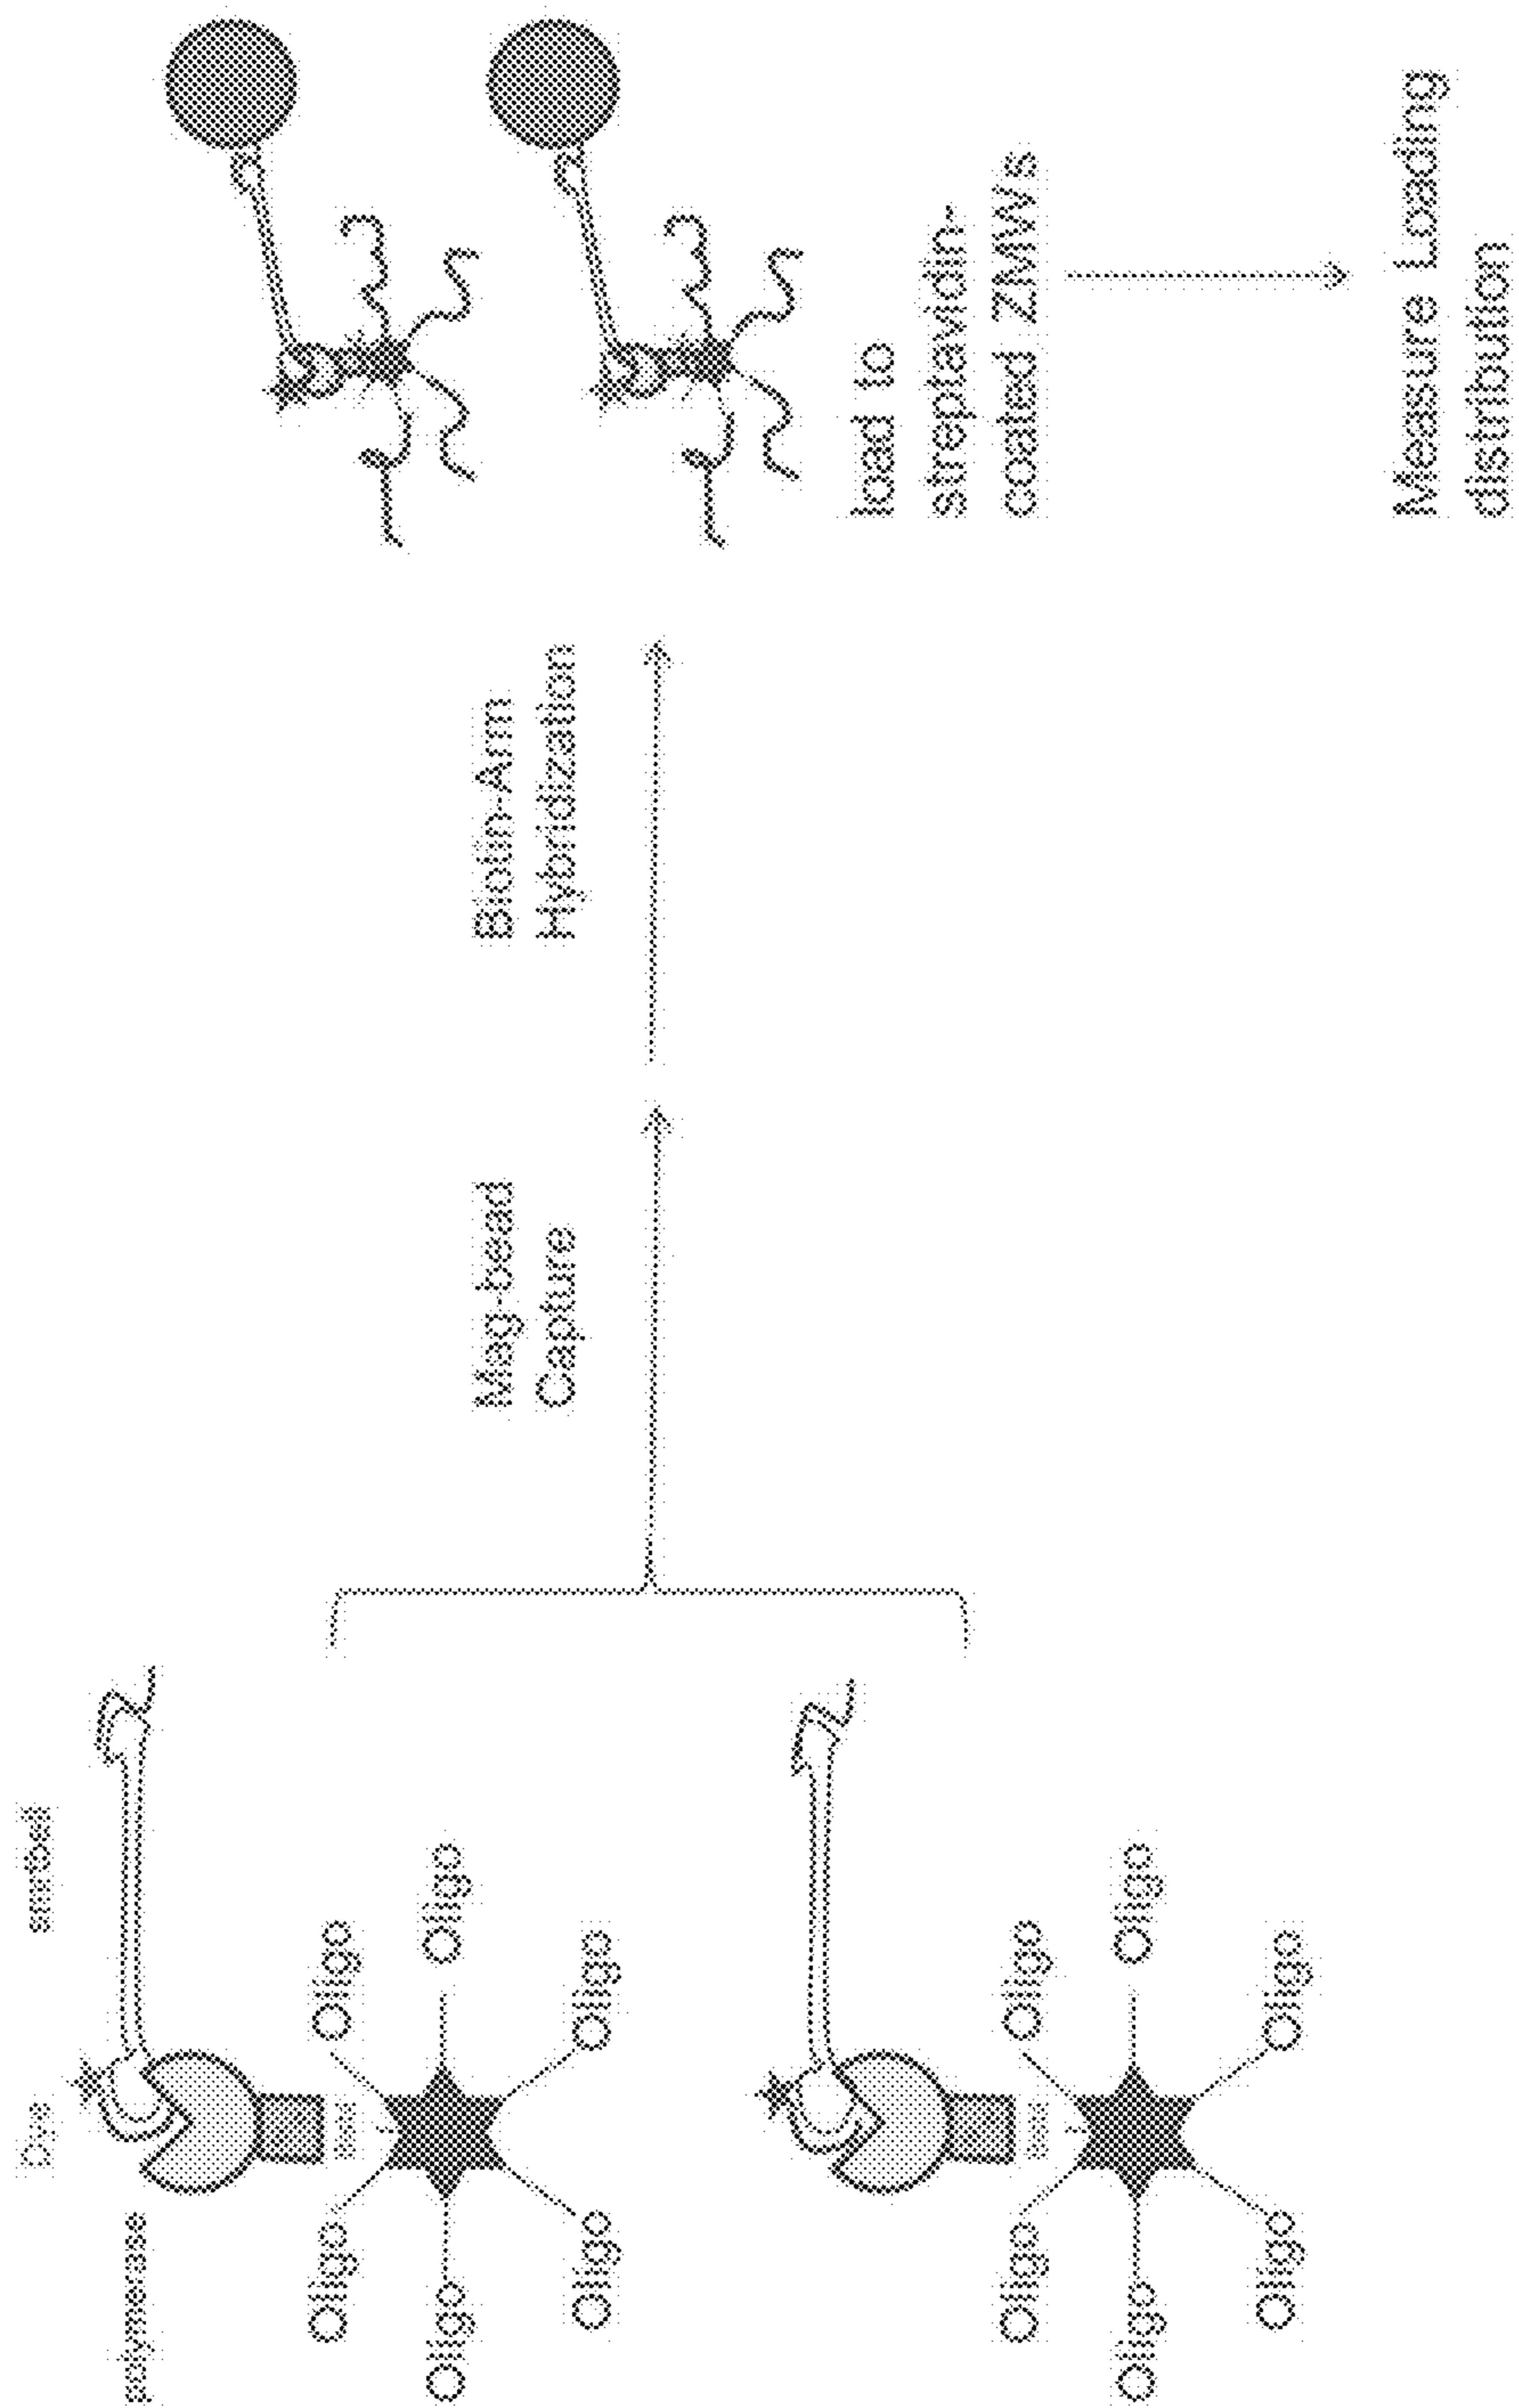 Dye
polymerase
Oligo
Oligo
Oligo
Oligo
Oligo
Oligo
Oligo
Oligo
Oligo
Oligo
Oligo
Oligo
Mag-bead
Capture
Biotin-Arm
Hybridization
load to
streptavidin-
coated ZMWs
Measure Loading
distribution